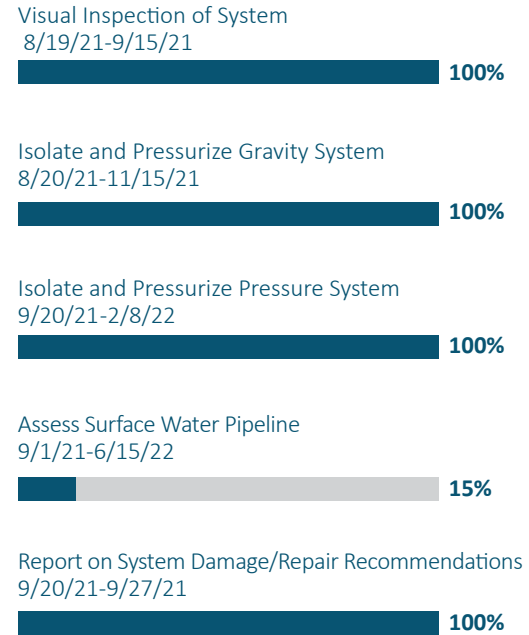 Visual Inspection of System
8/19/21-9/15/21
100%
Isolate and Pressurize Gravity System
8/20/21-11/15/21
100%
Isolate and Pressurize Pressure System
9/20/21-2/8/22
100%
Assess Surface Water Pipeline
9/1/21-6/15/22
15%
Report on System Damage/Repair Recommendations
9/20/21-9/27/21
100%